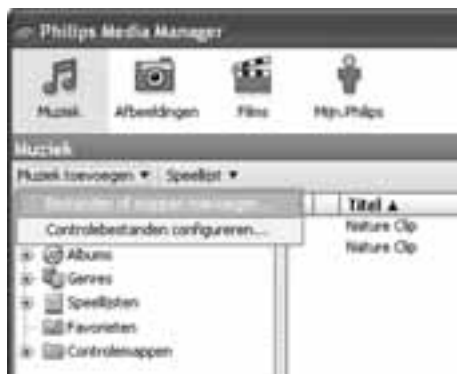 Philips Media Manager
Muziek Afbeeldingen Films Mijn Philips
Muziek
Muziek toevoegen Speellijst
Titel
Controlebestanden configureren...
Nature Clip
Nature Clip
Albums
Genres
Speellijsten
Favorieten
Controlemappen